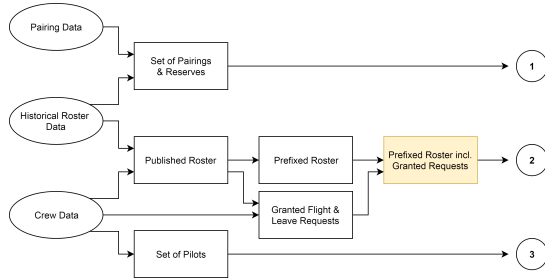 Pairing Data
Set of Pairings
& Reserves
1
Historical Roster
Data
Published Roster
Prefixed Roster
Prefixed Roster incl.
Granted Requests
2
Granted Flight &
Leave Requests
Crew Data
Set of Pilots
3